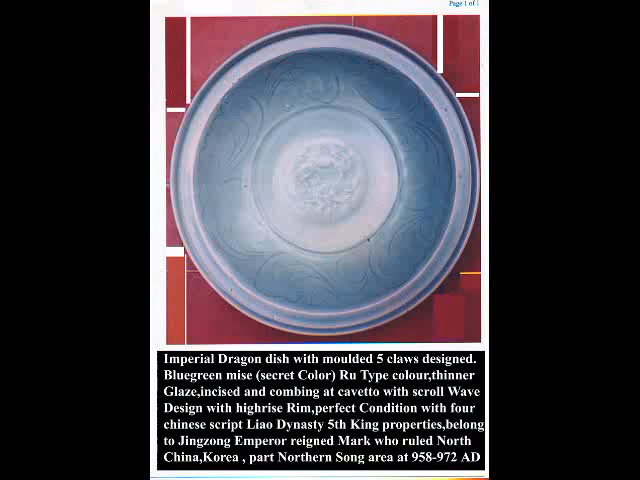 Page 1 of 1
Imperial Dragon dish with moulded 5 claws designed.
Bluegreen mise (secret Color) Ru Type colour,thinner
Glaze,incised and combing at cavetto with scroll Wave
Design with highrise Rim,perfect Condition with four
chinese script Liao Dynasty 5th King properties,belong
to Jingzong Emperor reigned Mark who ruled North
China,Korea , part Northern Song area at 958-972 AD